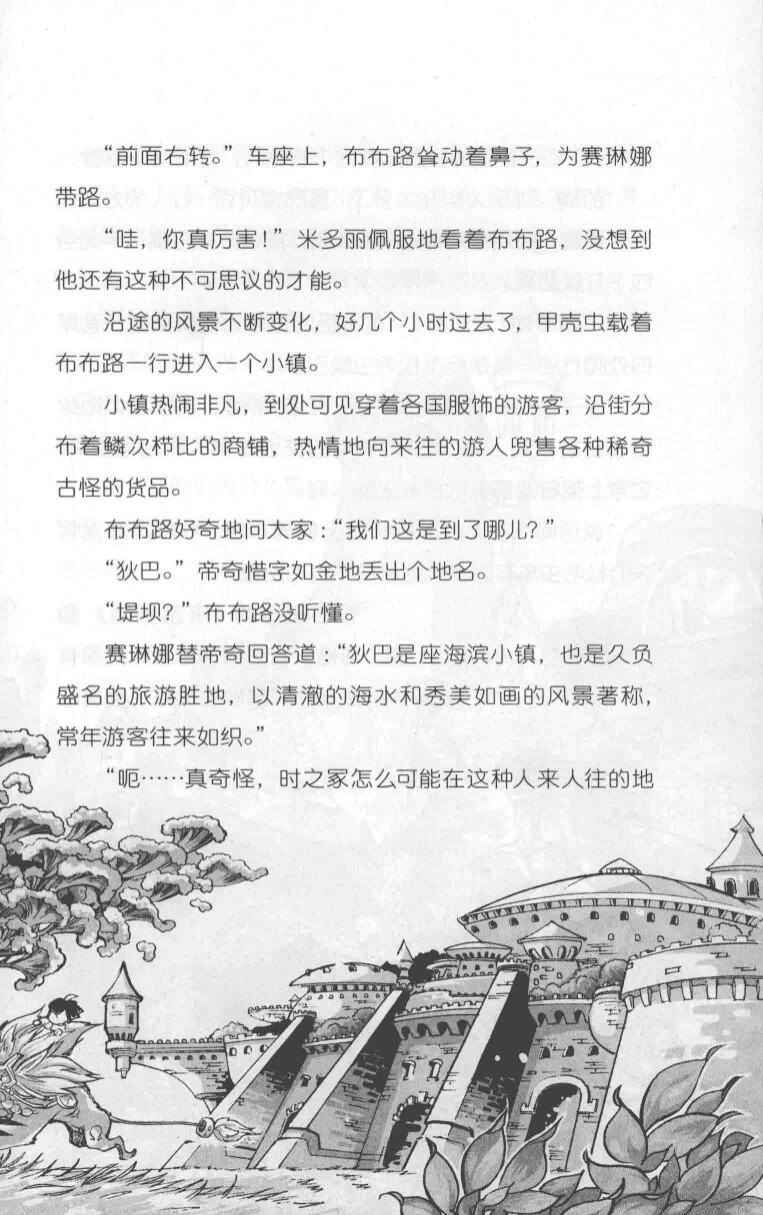 “前面右转。”车座上，布布路耸动着鼻子，为赛琳娜
带路。
“哇，你真厉害！”米多丽佩服地看着布布路，没想到
他还有这种不可思议的才能。
沿途的风景不断变化，好几个小时过去了，甲壳虫载着
布布路一行进入一个小镇。
小镇热闹非凡，到处可见穿着各国服饰的游客，沿街分
布着鳞次栉比的商铺，热情地向来往的游人兜售各种稀奇
古怪的货品。
布布路好奇地问大家：“我们这是到了哪儿？”
“狄巴。”帝奇惜字如金地丢出个地名。
“堤坝？”布布路没听懂。
赛琳娜替帝奇回答道：“狄巴是座海滨小镇，也是久负
盛名的旅游胜地，以清澈的海水和秀美如画的风景著称，
常年游客往来如织。”
“呃……真奇怪，时之冢怎么可能在这种人来人往的地